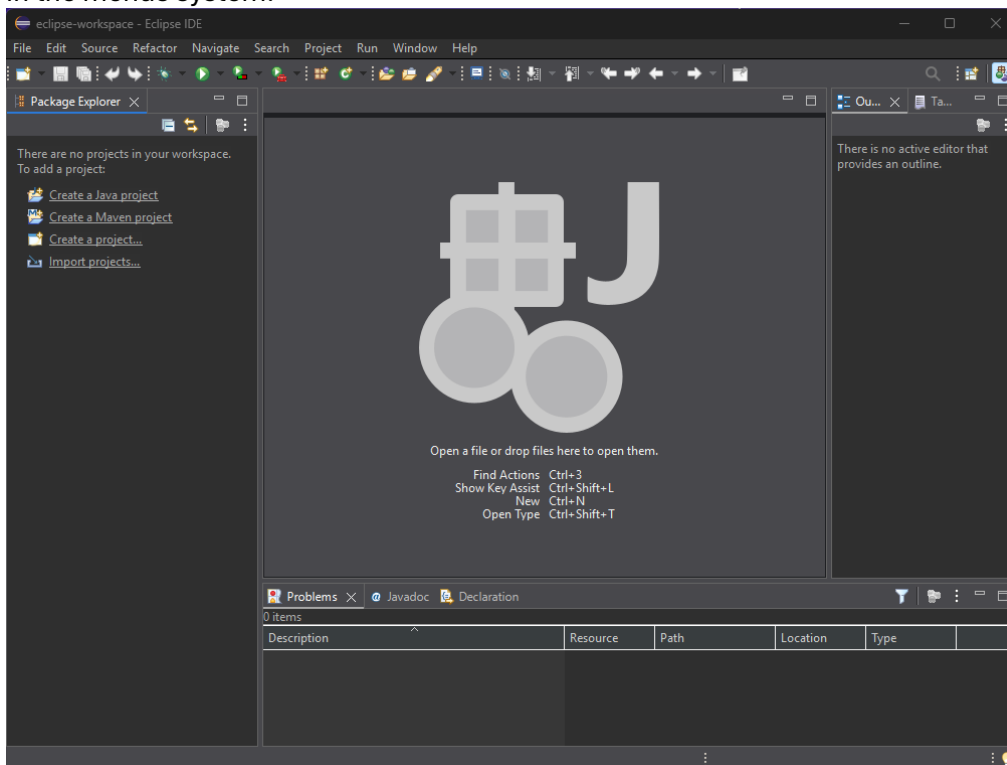 in the menus system.
eclipse-workspace - Eclipse IDE
File Edit Source Refactor Navigate Search Project Run Window Help
Package Explorer
There are no projects in your workspace.
To add a project:
Create a Java project
Create a Maven project
Create a project...
Import projects...
J
Open a file or drop files here to open them.
Find Actions Ctrl+3
Show Key Assist Ctrl+Shift+L
New Ctrl+N
Open Type Ctrl+Shift+T
Ou... Ta...
There is no active editor that
provides an outline.
Problems @ Javadoc Declaration
0 items
Description Resource Path Location Type